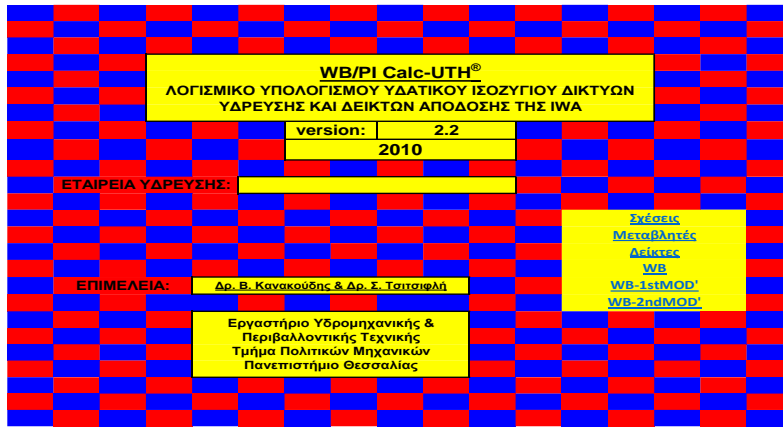 WB/PI Calc-UTH®
ΛΟΓΙΣΜΙΚΟ ΥΠΟΛΟΓΙΣΜΟΥ ΥΔΑΤΙΚΟΥ ΙΣΟΖΥΓΙΟΥ ΔΙΚΤΥΩΝ
ΥΔΡΕΥΣΗΣ ΚΑΙ ΔΕΙΚΤΩΝ ΑΠΟΔΟΣΗΣ ΤΗΣ IWA
version: 2.2
2010
ΕΤΑΙΡΕΙΑ ΥΔΡΕΥΣΗΣ:
Σχέσεις
Μεταβλητές
Δείκτες
WB
WB-1stMOD'
WB-2ndMOD'
ΕΠΙΜΕΛΕΙΑ: Δρ. Β. Κανακούδης & Δρ. Σ. Τσιτσιφλή
Εργαστήριο Υδρομηχανικής &
Περιβαλλοντικής Τεχνικής
Τμήμα Πολιτικών Μηχανικών
Πανεπιστήμιο Θεσσαλίας